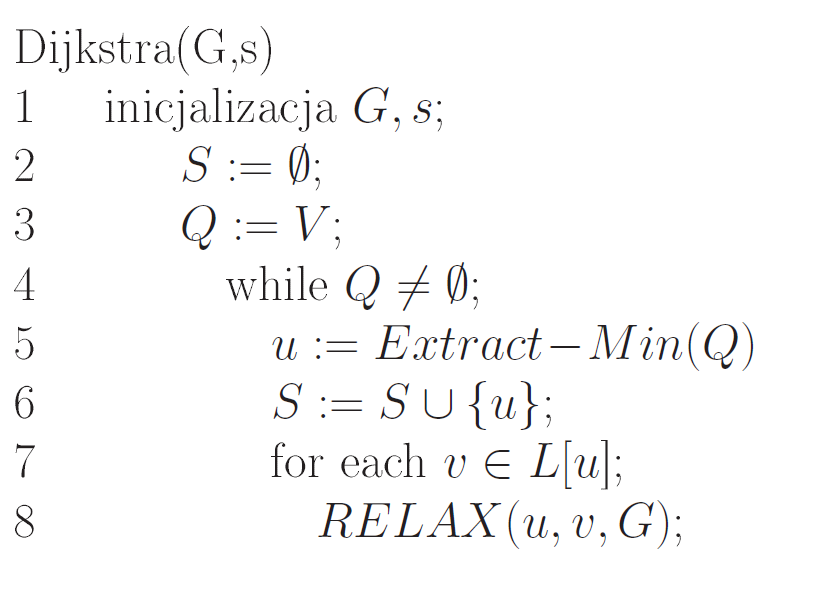 Dijkstra(G,s)
1 inicjalizacja G, s;
2 S := ∅;
3 Q := V;
4 while Q ≠ ∅;
5 u := Extract−Min(Q)
6 S := S ∪ {u};
7 for each v ∈ L[u];
8 RELAX(u, v, G);